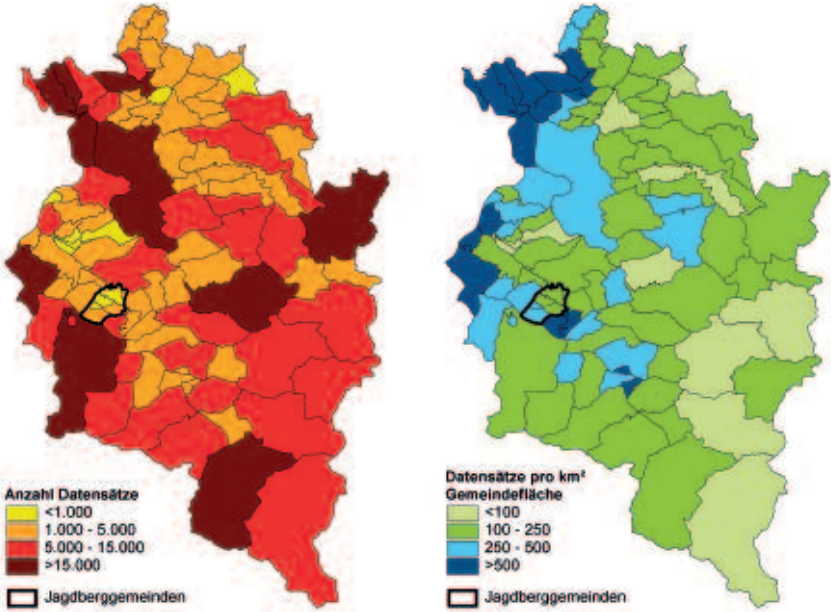 Anzahl Datensätze
<1.000
1.000 - 5.000
5.000 - 15.000
>15.000
Jagdberggemeinden
Datensätze pro km²
Gemeindefläche
<100
100 - 250
250 - 500
>500
Jagdberggemeinden